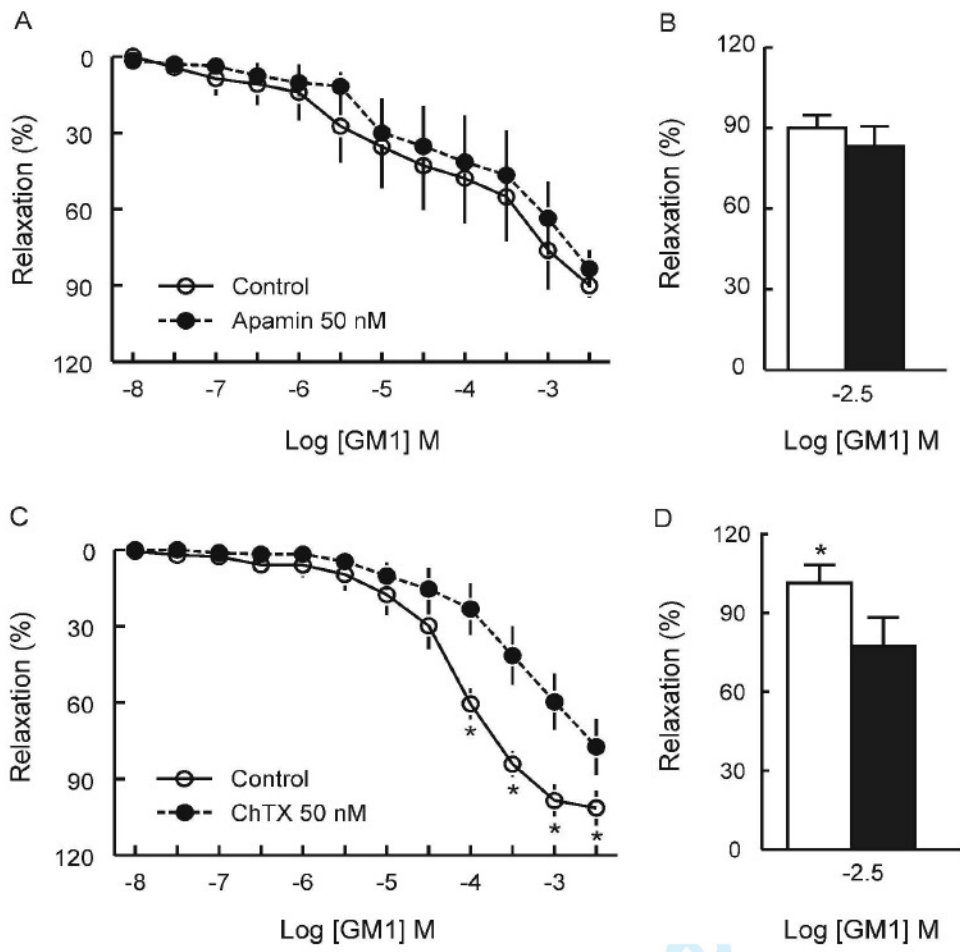 A
Relaxation (%)
0
30
60
90
120
Control
Apamin 50 nM
-8 -7 -6 -5 -4 -3
Log [GM1] M
B
Relaxation (%)
120
90
60
30
0
-2.5
Log [GM1] M
C
Relaxation (%)
0
30
60
90
120
Control
ChTX 50 nM
* * * *
-8 -7 -6 -5 -4 -3
Log [GM1] M
D
Relaxation (%)
120
90
60
30
0
*
-2.5
Log [GM1] M